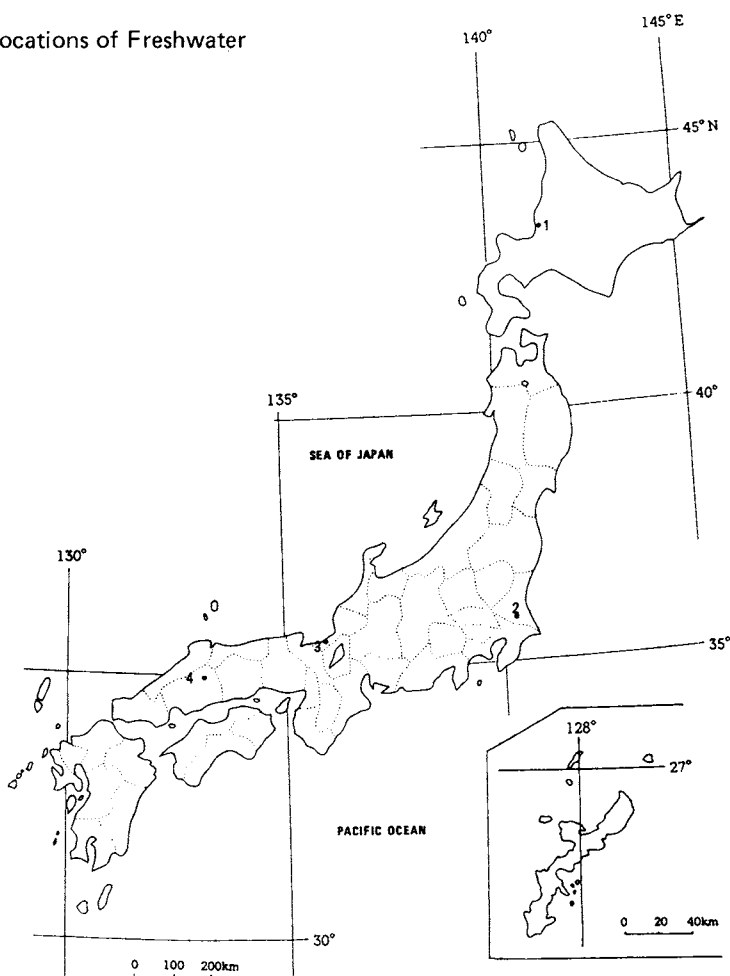 ocations of Freshwater
140°
145°E
45°N
1
40°
135°
SEA OF JAPAN
130°
2
3
35°
4
128°
27°
PACIFIC OCEAN
0 20 40km
30°
0 100 200km